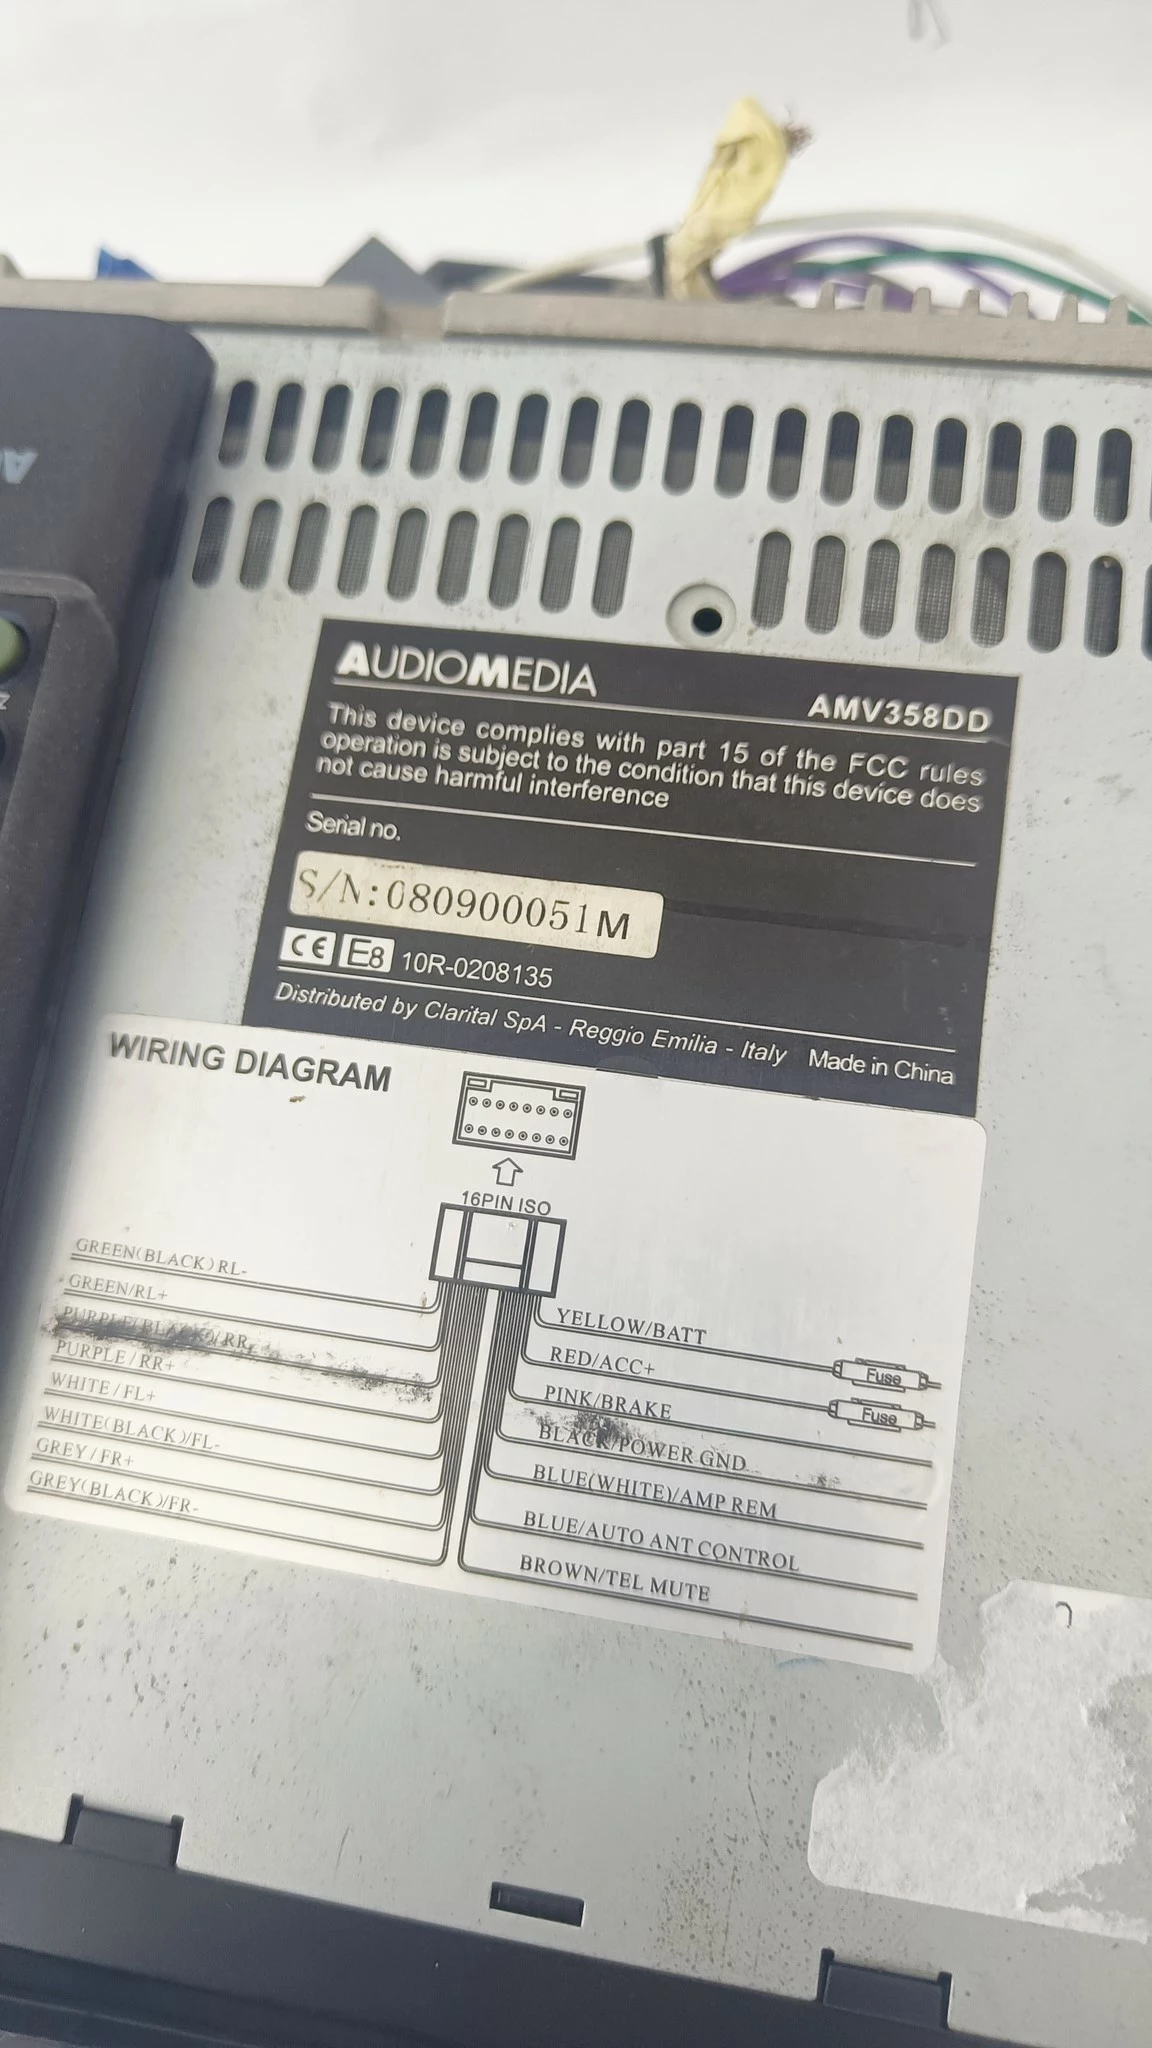 AUDIOMEDIA
AMV358DD
This device complies with part 15 of the FCC rules
operation is subject to the condition that this device does
not cause harmful interference
Serial no.
S/N:080900051M
CE E8 10R-0208135
Distributed by Clarital SpA - Reggio Emilia - Italy Made in China
WIRING DIAGRAM
16PIN ISO
GREEN(BLACK)RL-
GREEN/RL+
PURPLE(BLACK)/RR
PURPLE/RR+
WHITE/FL+
WHITE(BLACK)/FL-
GREY/FR+
GREY(BLACK)/FR-
YELLOW/BATT
Fuse
RED/ACC+
Fuse
PINK/BRAKE
BLACK/POWER GND
BLUE(WHITE)/AMP REM
BLUE/AUTO ANT CONTROL
BROWN/TEL MUTE